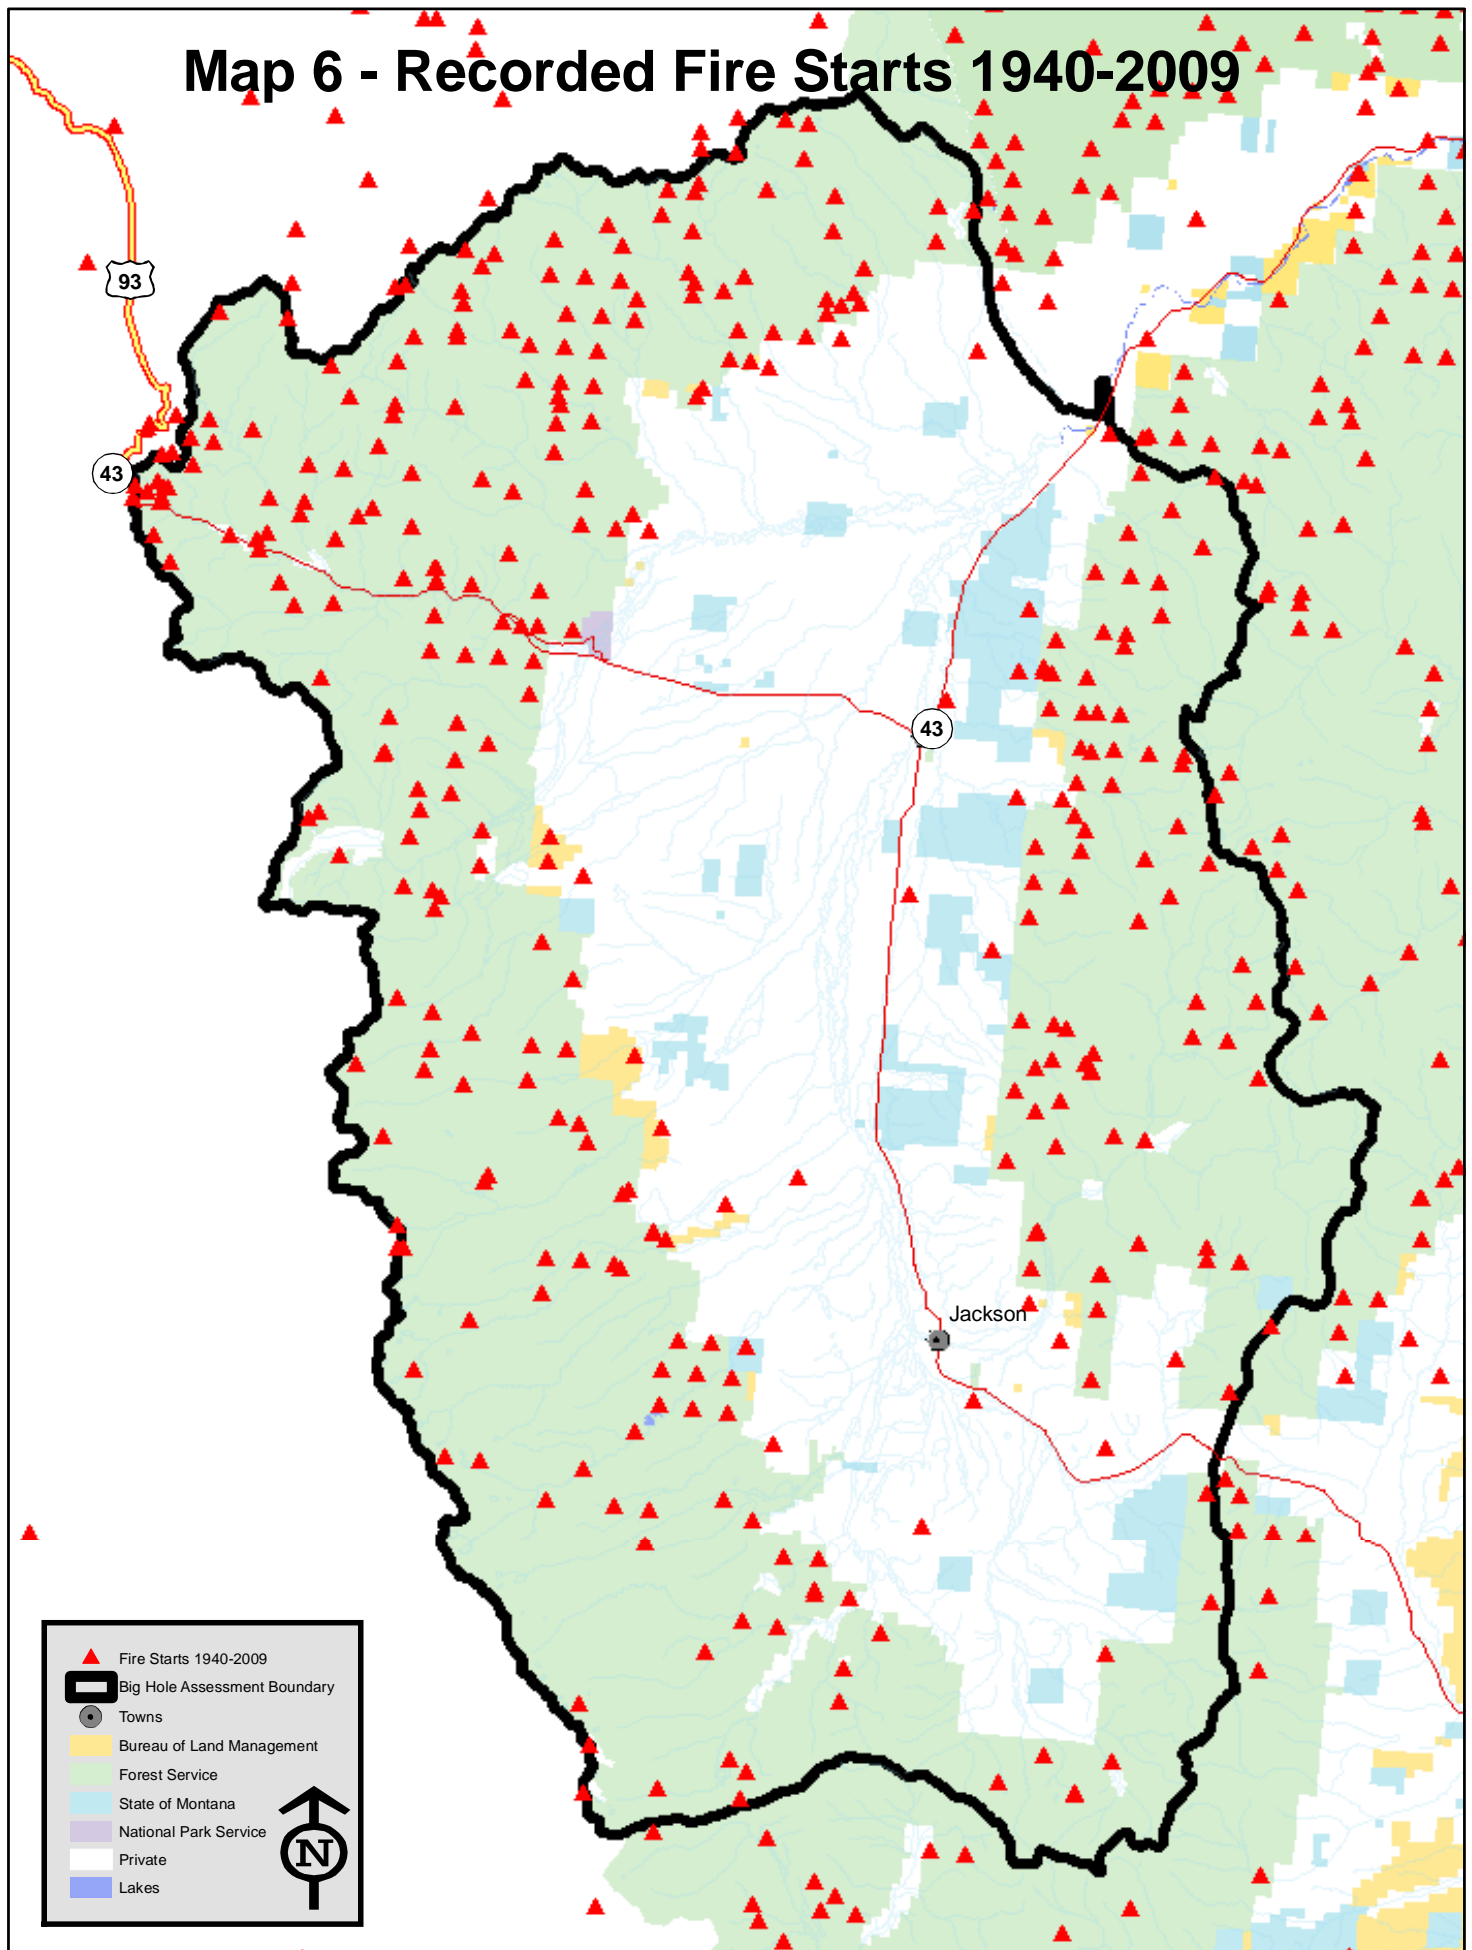 Map 6 - Recorded Fire Starts 1940-2009
93
43
43
Jackson
Fire Starts 1940-2009
Big Hole Assessment Boundary
Towns
Bureau of Land Management
Forest Service
State of Montana
National Park Service
Private
Lakes
N